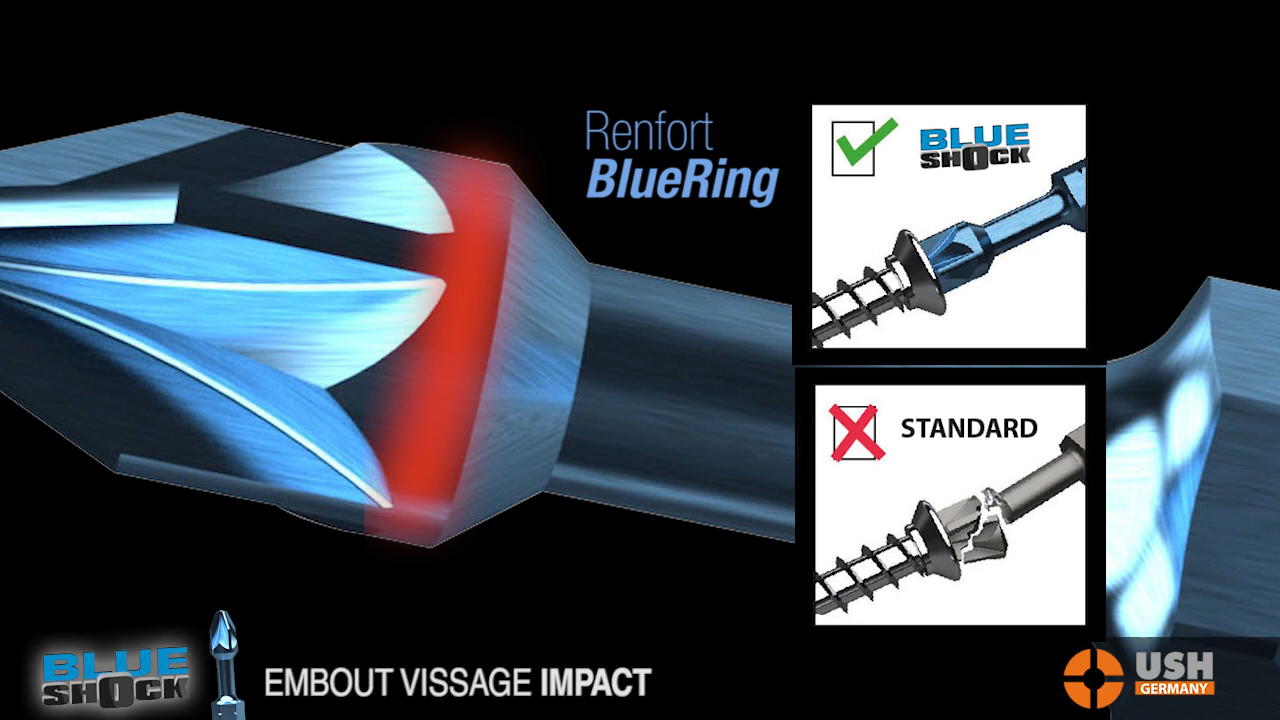 Renfort
BlueRing
BLUE
SHOCK
STANDARD
BLUE
SHOCK
EMBOUT VISSAGE IMPACT
USH
GERMANY